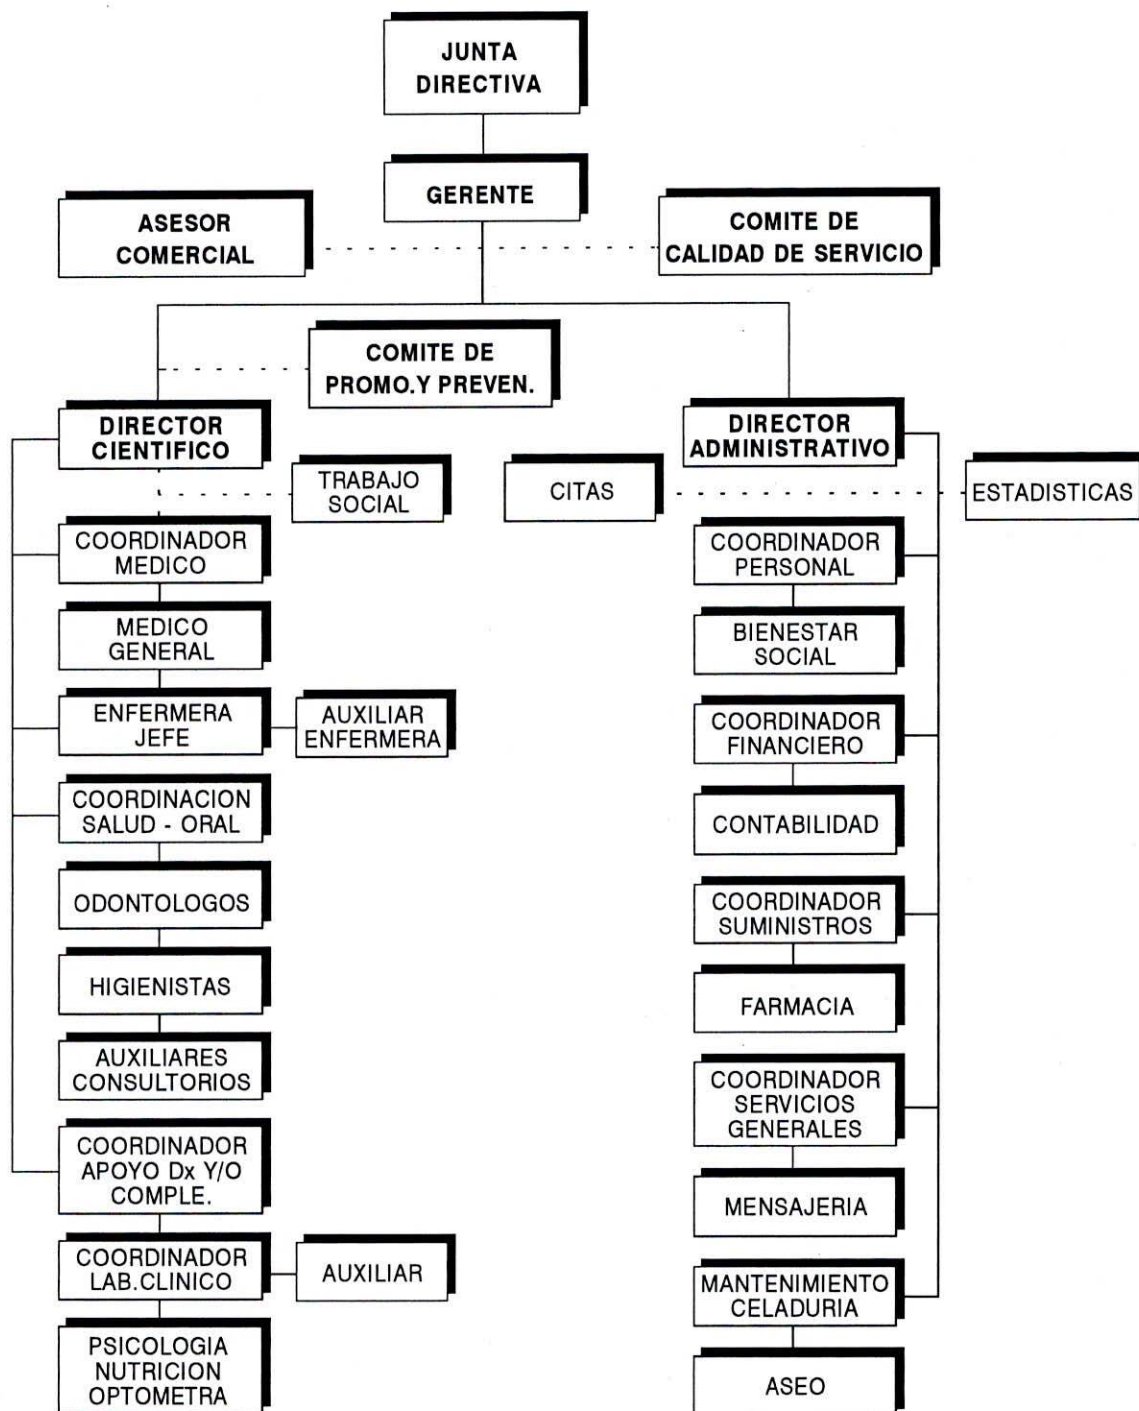 JUNTA
DIRECTIVA
GERENTE
ASESOR
COMERCIAL
COMITE DE
CALIDAD DE SERVICIO
COMITE DE
PROMO.Y PREVEN.
DIRECTOR
CIENTIFICO
DIRECTOR
ADMINISTRATIVO
TRABAJO
SOCIAL
CITAS
ESTADISTICAS
COORDINADOR
MEDICO
MEDICO
GENERAL
ENFERMERA
JEFE
AUXILIAR
ENFERMERA
COORDINACION
SALUD - ORAL
ODONTOLOGOS
HIGIENISTAS
AUXILIARES
CONSULTORIOS
COORDINADOR
APOYO Dx Y/O
COMPLE.
COORDINADOR
LAB.CLINICO
AUXILIAR
PSICOLOGIA
NUTRICION
OPTOMETRA
COORDINADOR
PERSONAL
BIENESTAR
SOCIAL
COORDINADOR
FINANCIERO
CONTABILIDAD
COORDINADOR
SUMINISTROS
FARMACIA
COORDINADOR
SERVICIOS
GENERALES
MENSAJERIA
MANTENIMIENTO
CELADURIA
ASEO